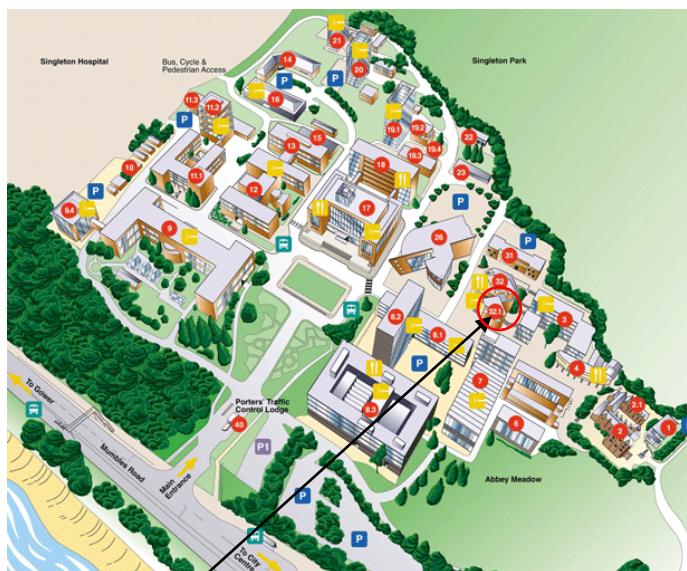 Singleton Hospital
Bus, Cycle &
Pedestrian Access
Singleton Park
21
14
20
P
P
16
11.3
11.2
P
19.1
19.2
22
15
13
19.3
19.4
18
23
10
11.1
12
P
17
P
9.4
9
26
P
31
32
32.1
8.2
8.1
3
P
4
7
8.3
2.1
1
P
2
6
To Gower
Porters' Traffic
Control Lodge
40
P1
Mumbles Road
Main
Entrance
Abbey Meadow
P
P
To City
Centre